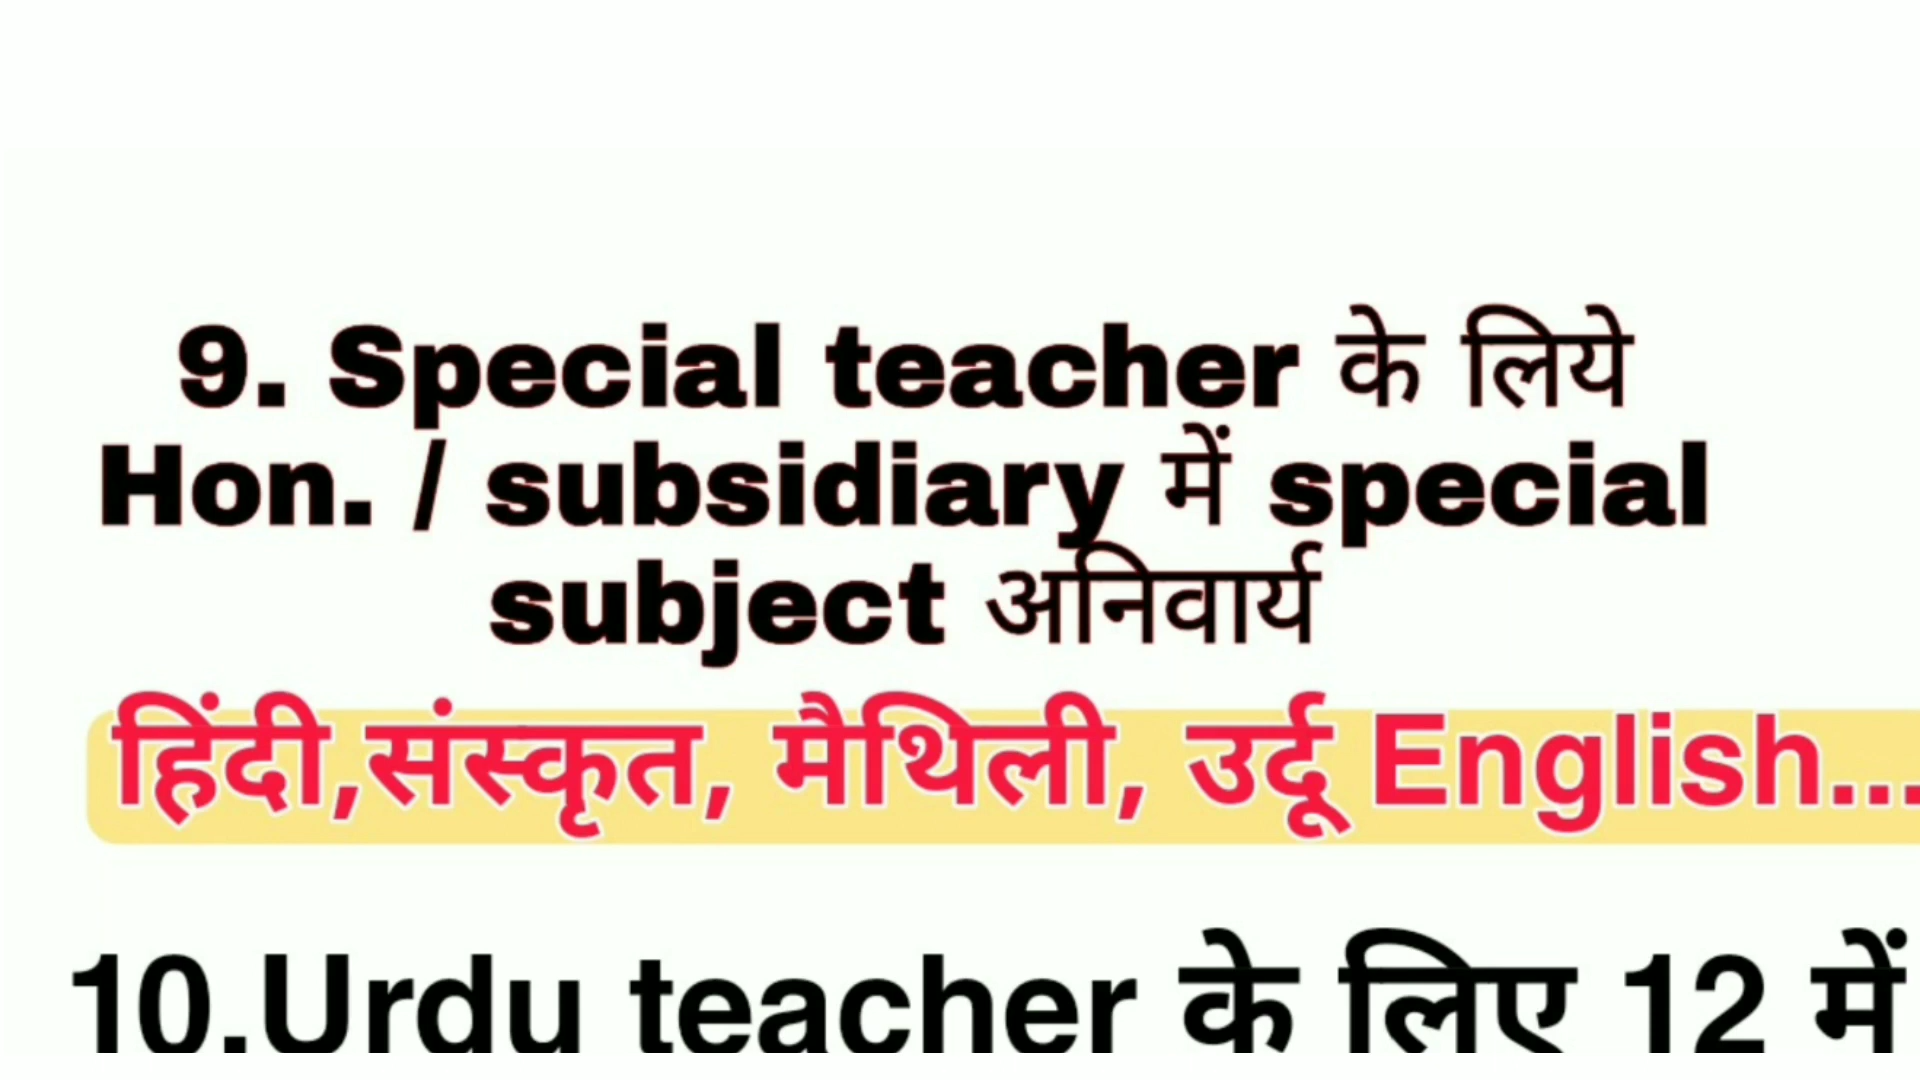 9. Special teacher के लिये
Hon. / subsidiary में special
subject अनिवार्य
हिंदी,संस्कृत, मैथिली, उर्दू English...
10.Urdu teacher के लिए 12 में